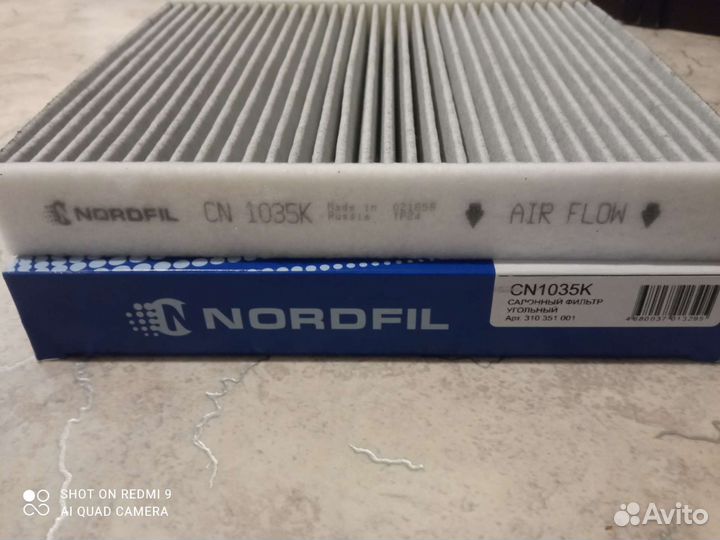 NORDFIL CN 1035K Made in Russia AIR FLOW
NORDFIL
CN1035K
САЛОННЫЙ ФИЛЬТР
УГОЛЬНЫЙ
Арт. 310 351 001
SHOT ON REDMI 9
AI QUAD CAMERA
Avito